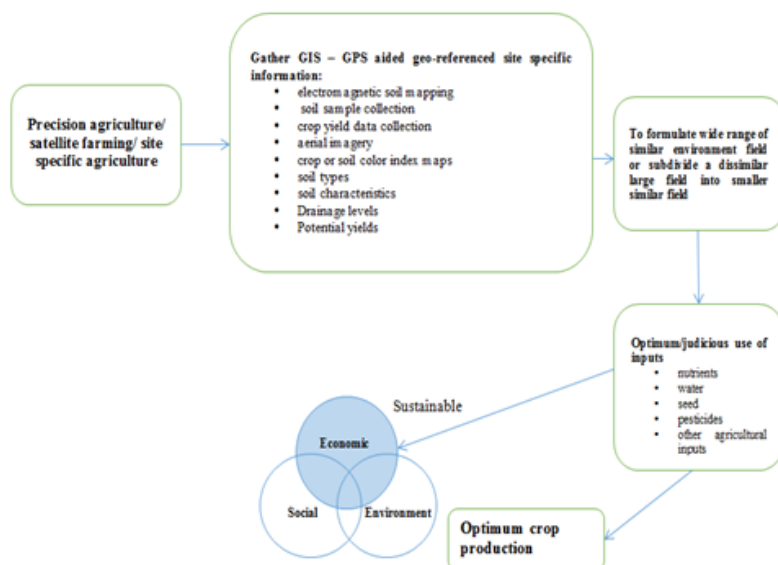 Precision agriculture/
satellite farming/ site
specific agriculture
Gather GIS – GPS aided geo-referenced site specific
information:
• electromagnetic soil mapping
• soil sample collection
• crop yield data collection
• aerial imagery
• crop or soil color index maps
• soil types
• soil characteristics
• Drainage levels
• Potential yields
To formulate wide range of
similar environment field
or subdivide a dissimilar
large field into smaller
similar field
Optimum/judicious use of
inputs
• nutrients
• water
• seed
• pesticides
• other agricultural
inputs
Sustainable
Economic
Social
Environment
Optimum crop
production